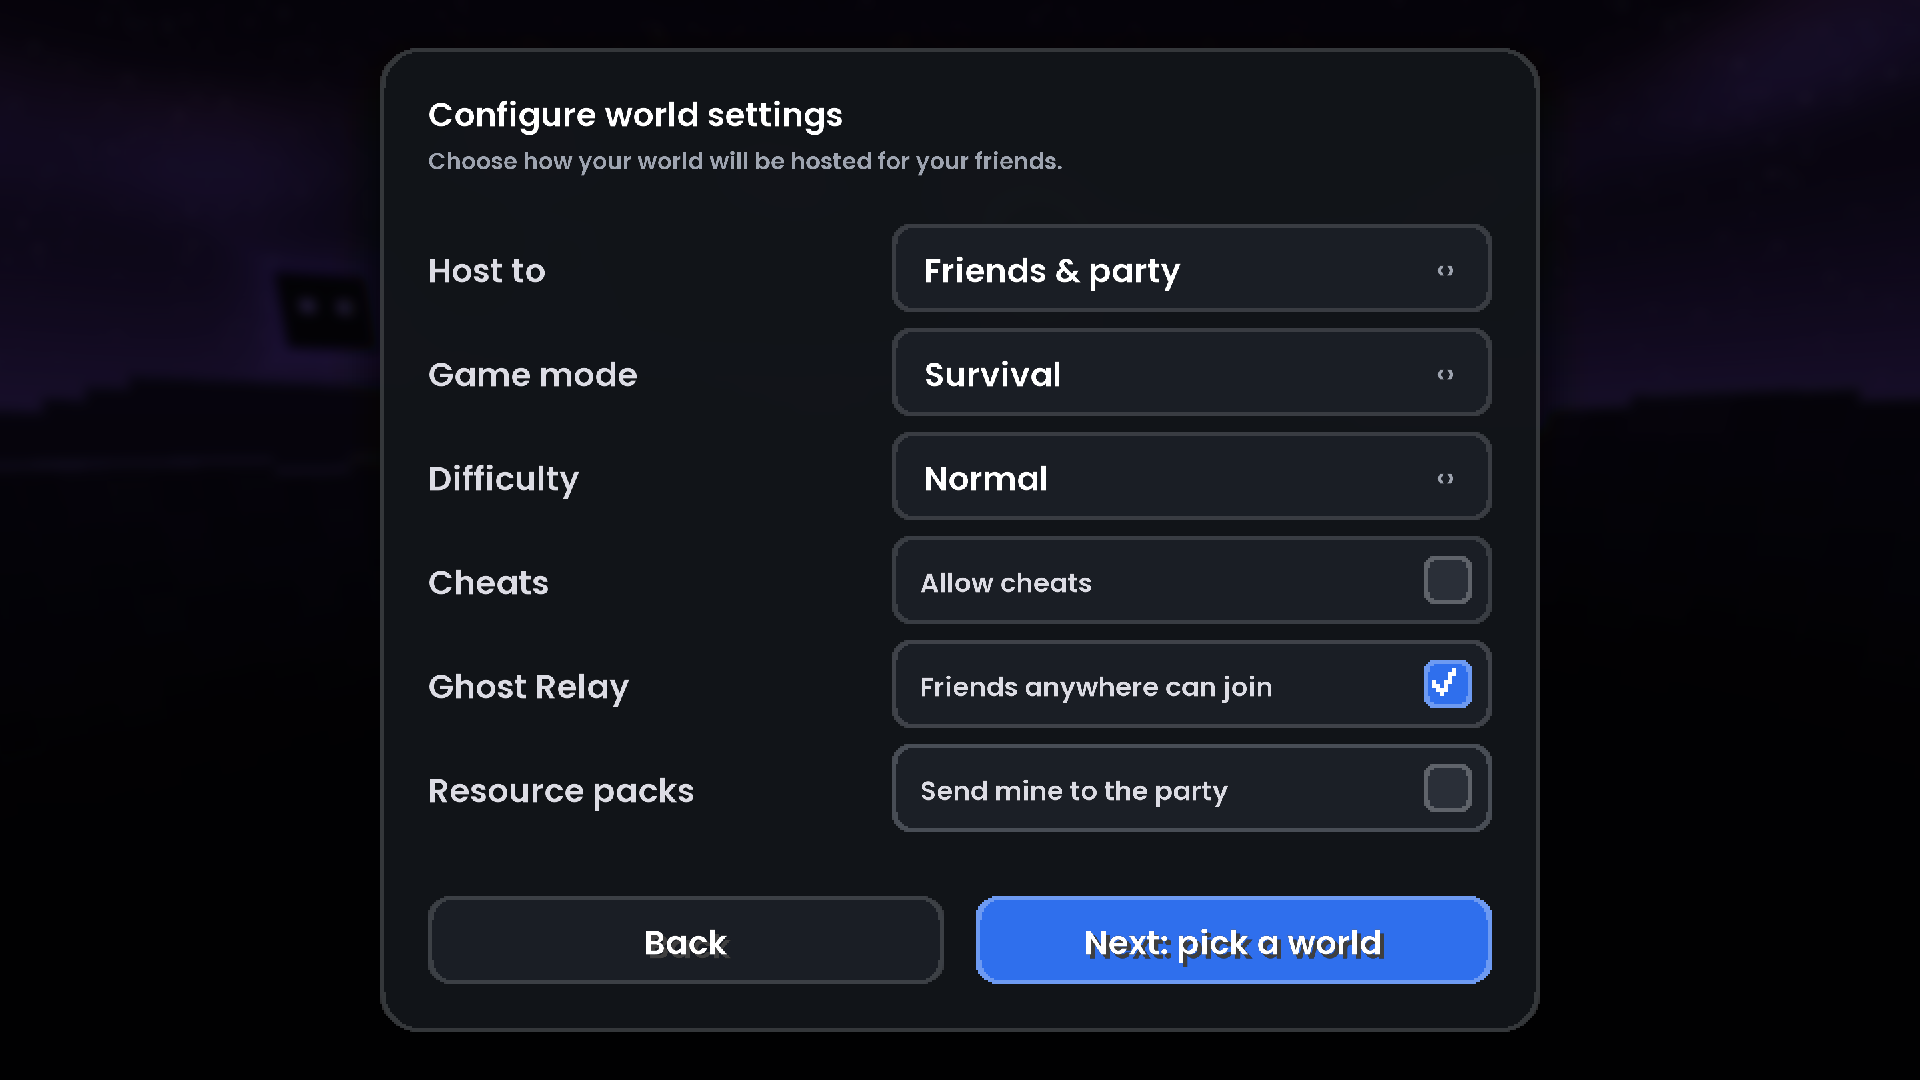 Configure world settings
Choose how your world will be hosted for your friends.
Host to
Friends & party
Game mode
Survival
Difficulty
Normal
Cheats
Allow cheats
Ghost Relay
Friends anywhere can join
Resource packs
Send mine to the party
Back
Next: pick a world